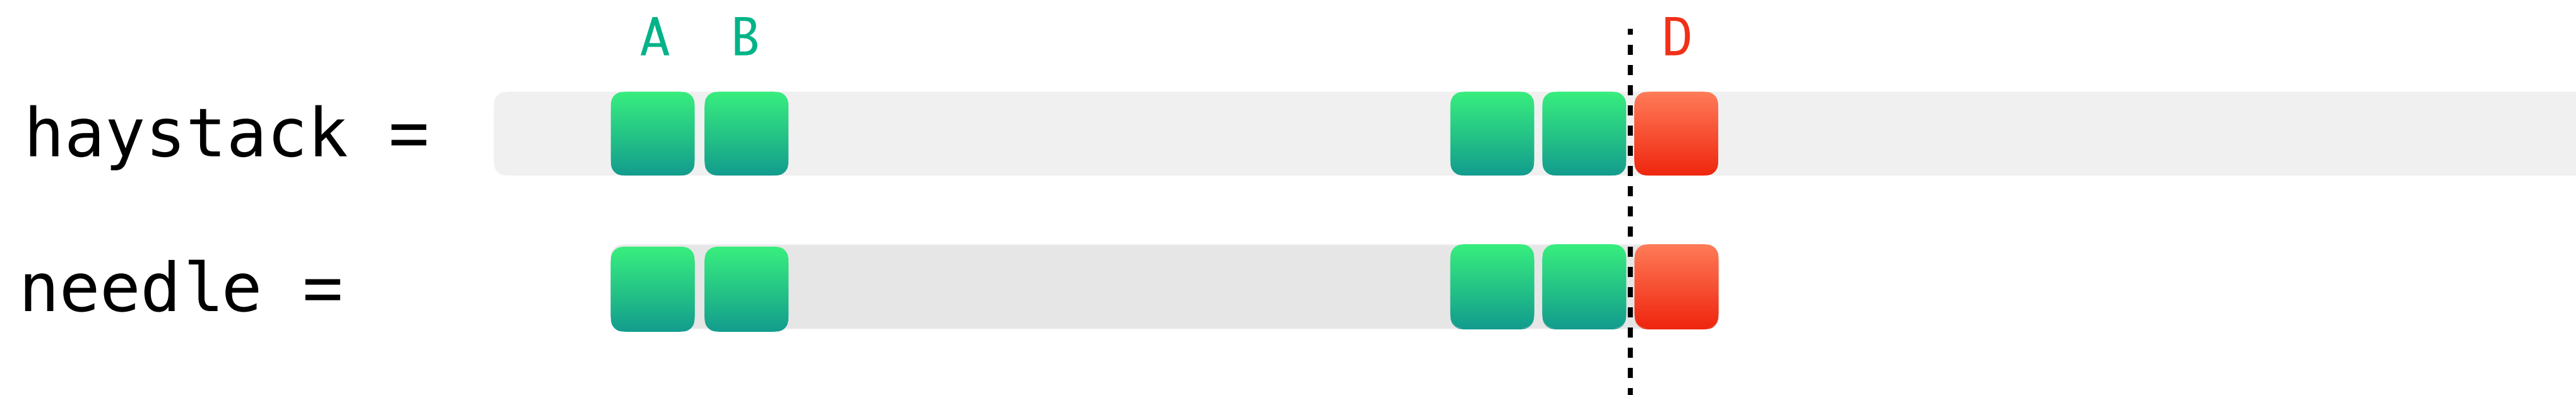 A B D
haystack =
needle =